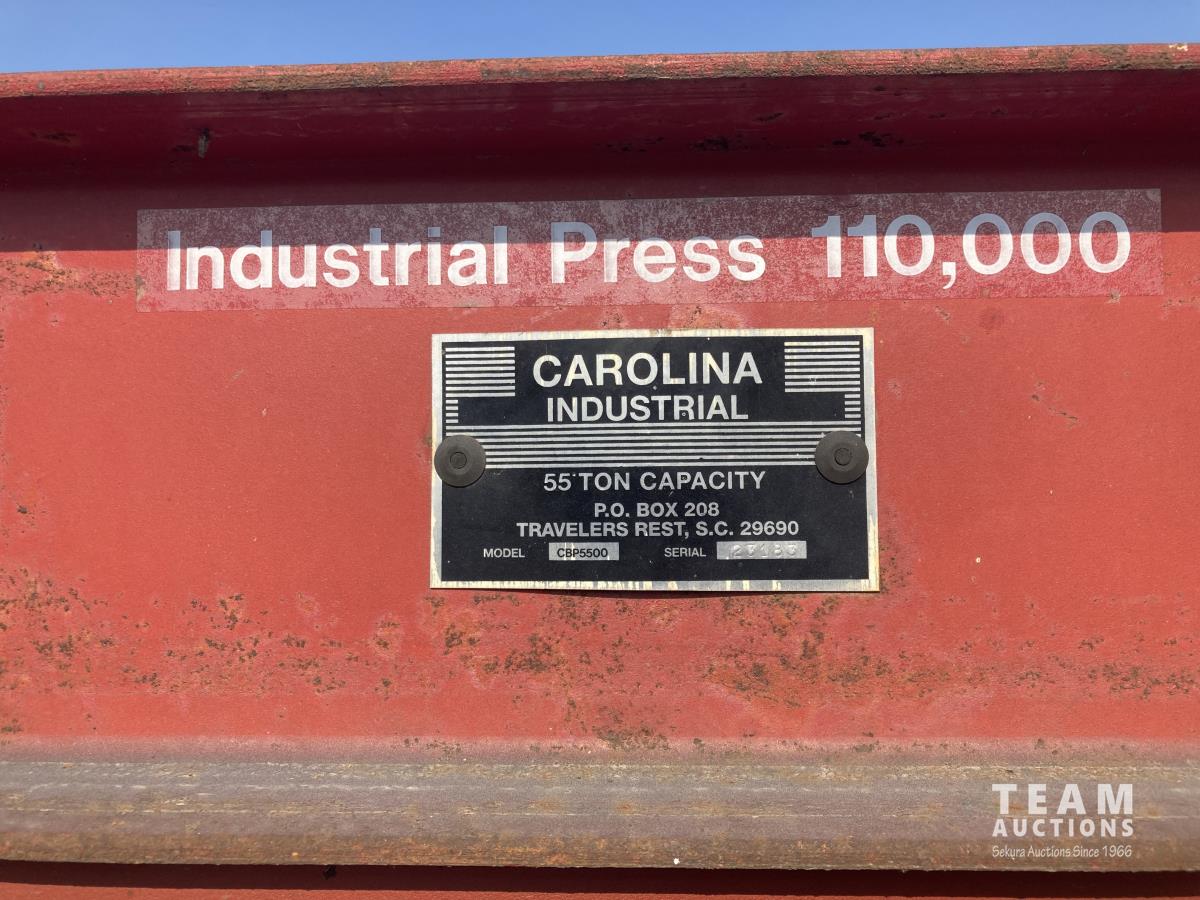 Industrial Press 110,000
CAROLINA
INDUSTRIAL
55 TON CAPACITY
P.O. BOX 208
TRAVELERS REST, S.C. 29690
MODEL CBP5500 SERIAL 23183
TEAM
AUCTIONS
Sekura Auctions Since 1966